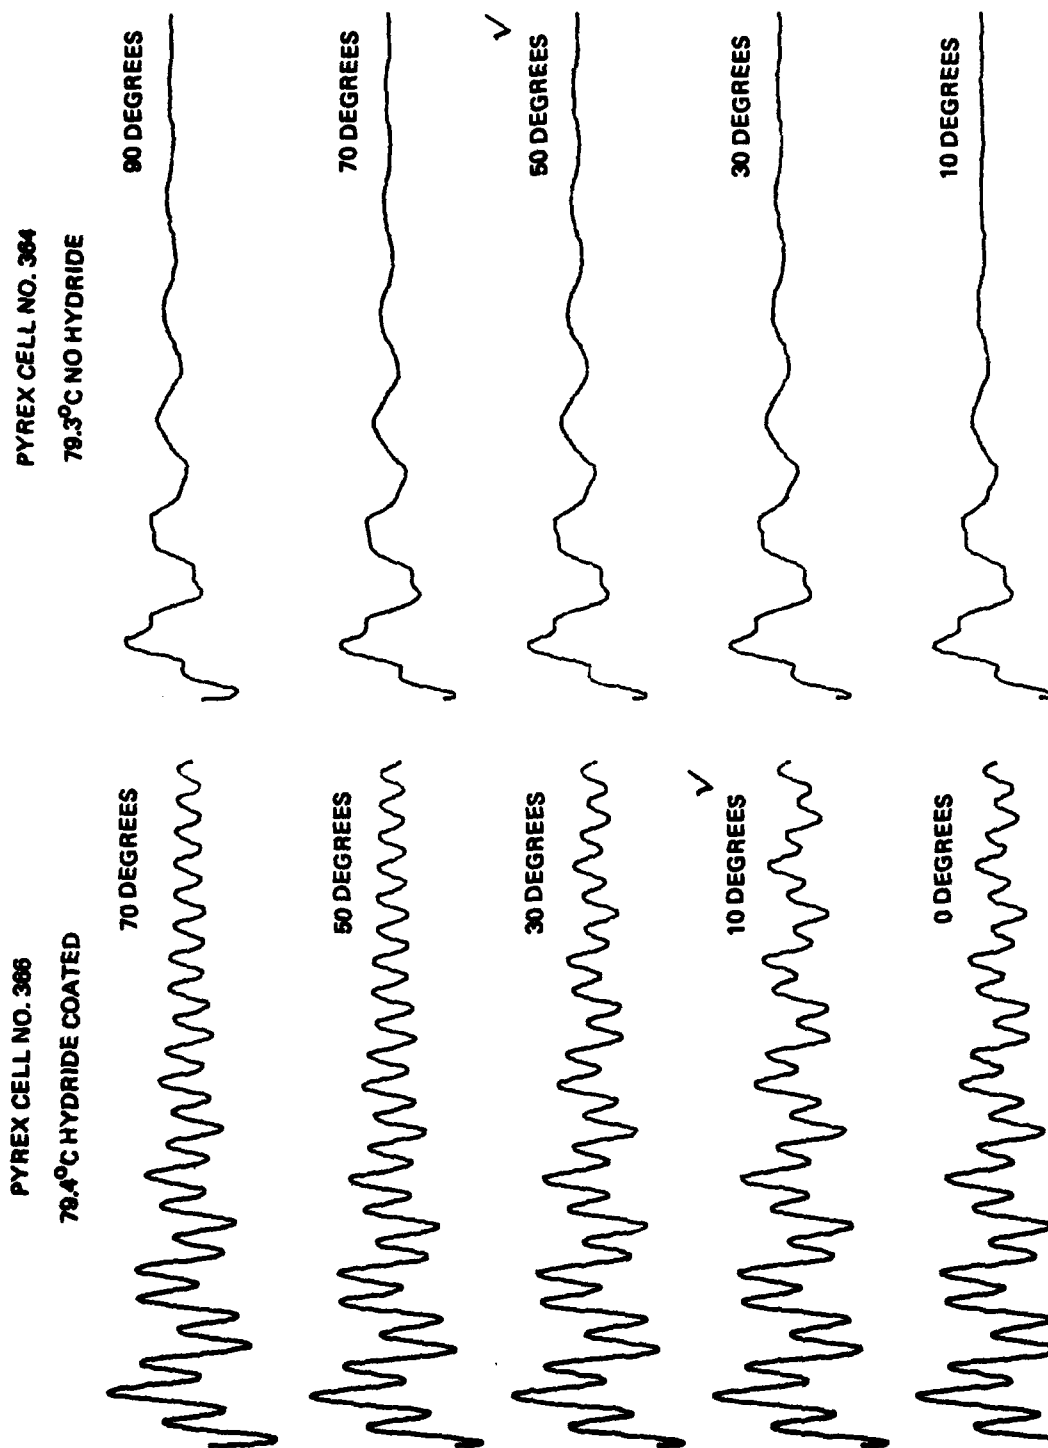 PYREX CELL NO. 366
79.4°C HYDRIDE COATED
70 DEGREES
50 DEGREES
30 DEGREES
10 DEGREES
0 DEGREES
PYREX CELL NO. 364
79.3°C NO HYDRIDE
90 DEGREES
70 DEGREES
50 DEGREES
30 DEGREES
10 DEGREES